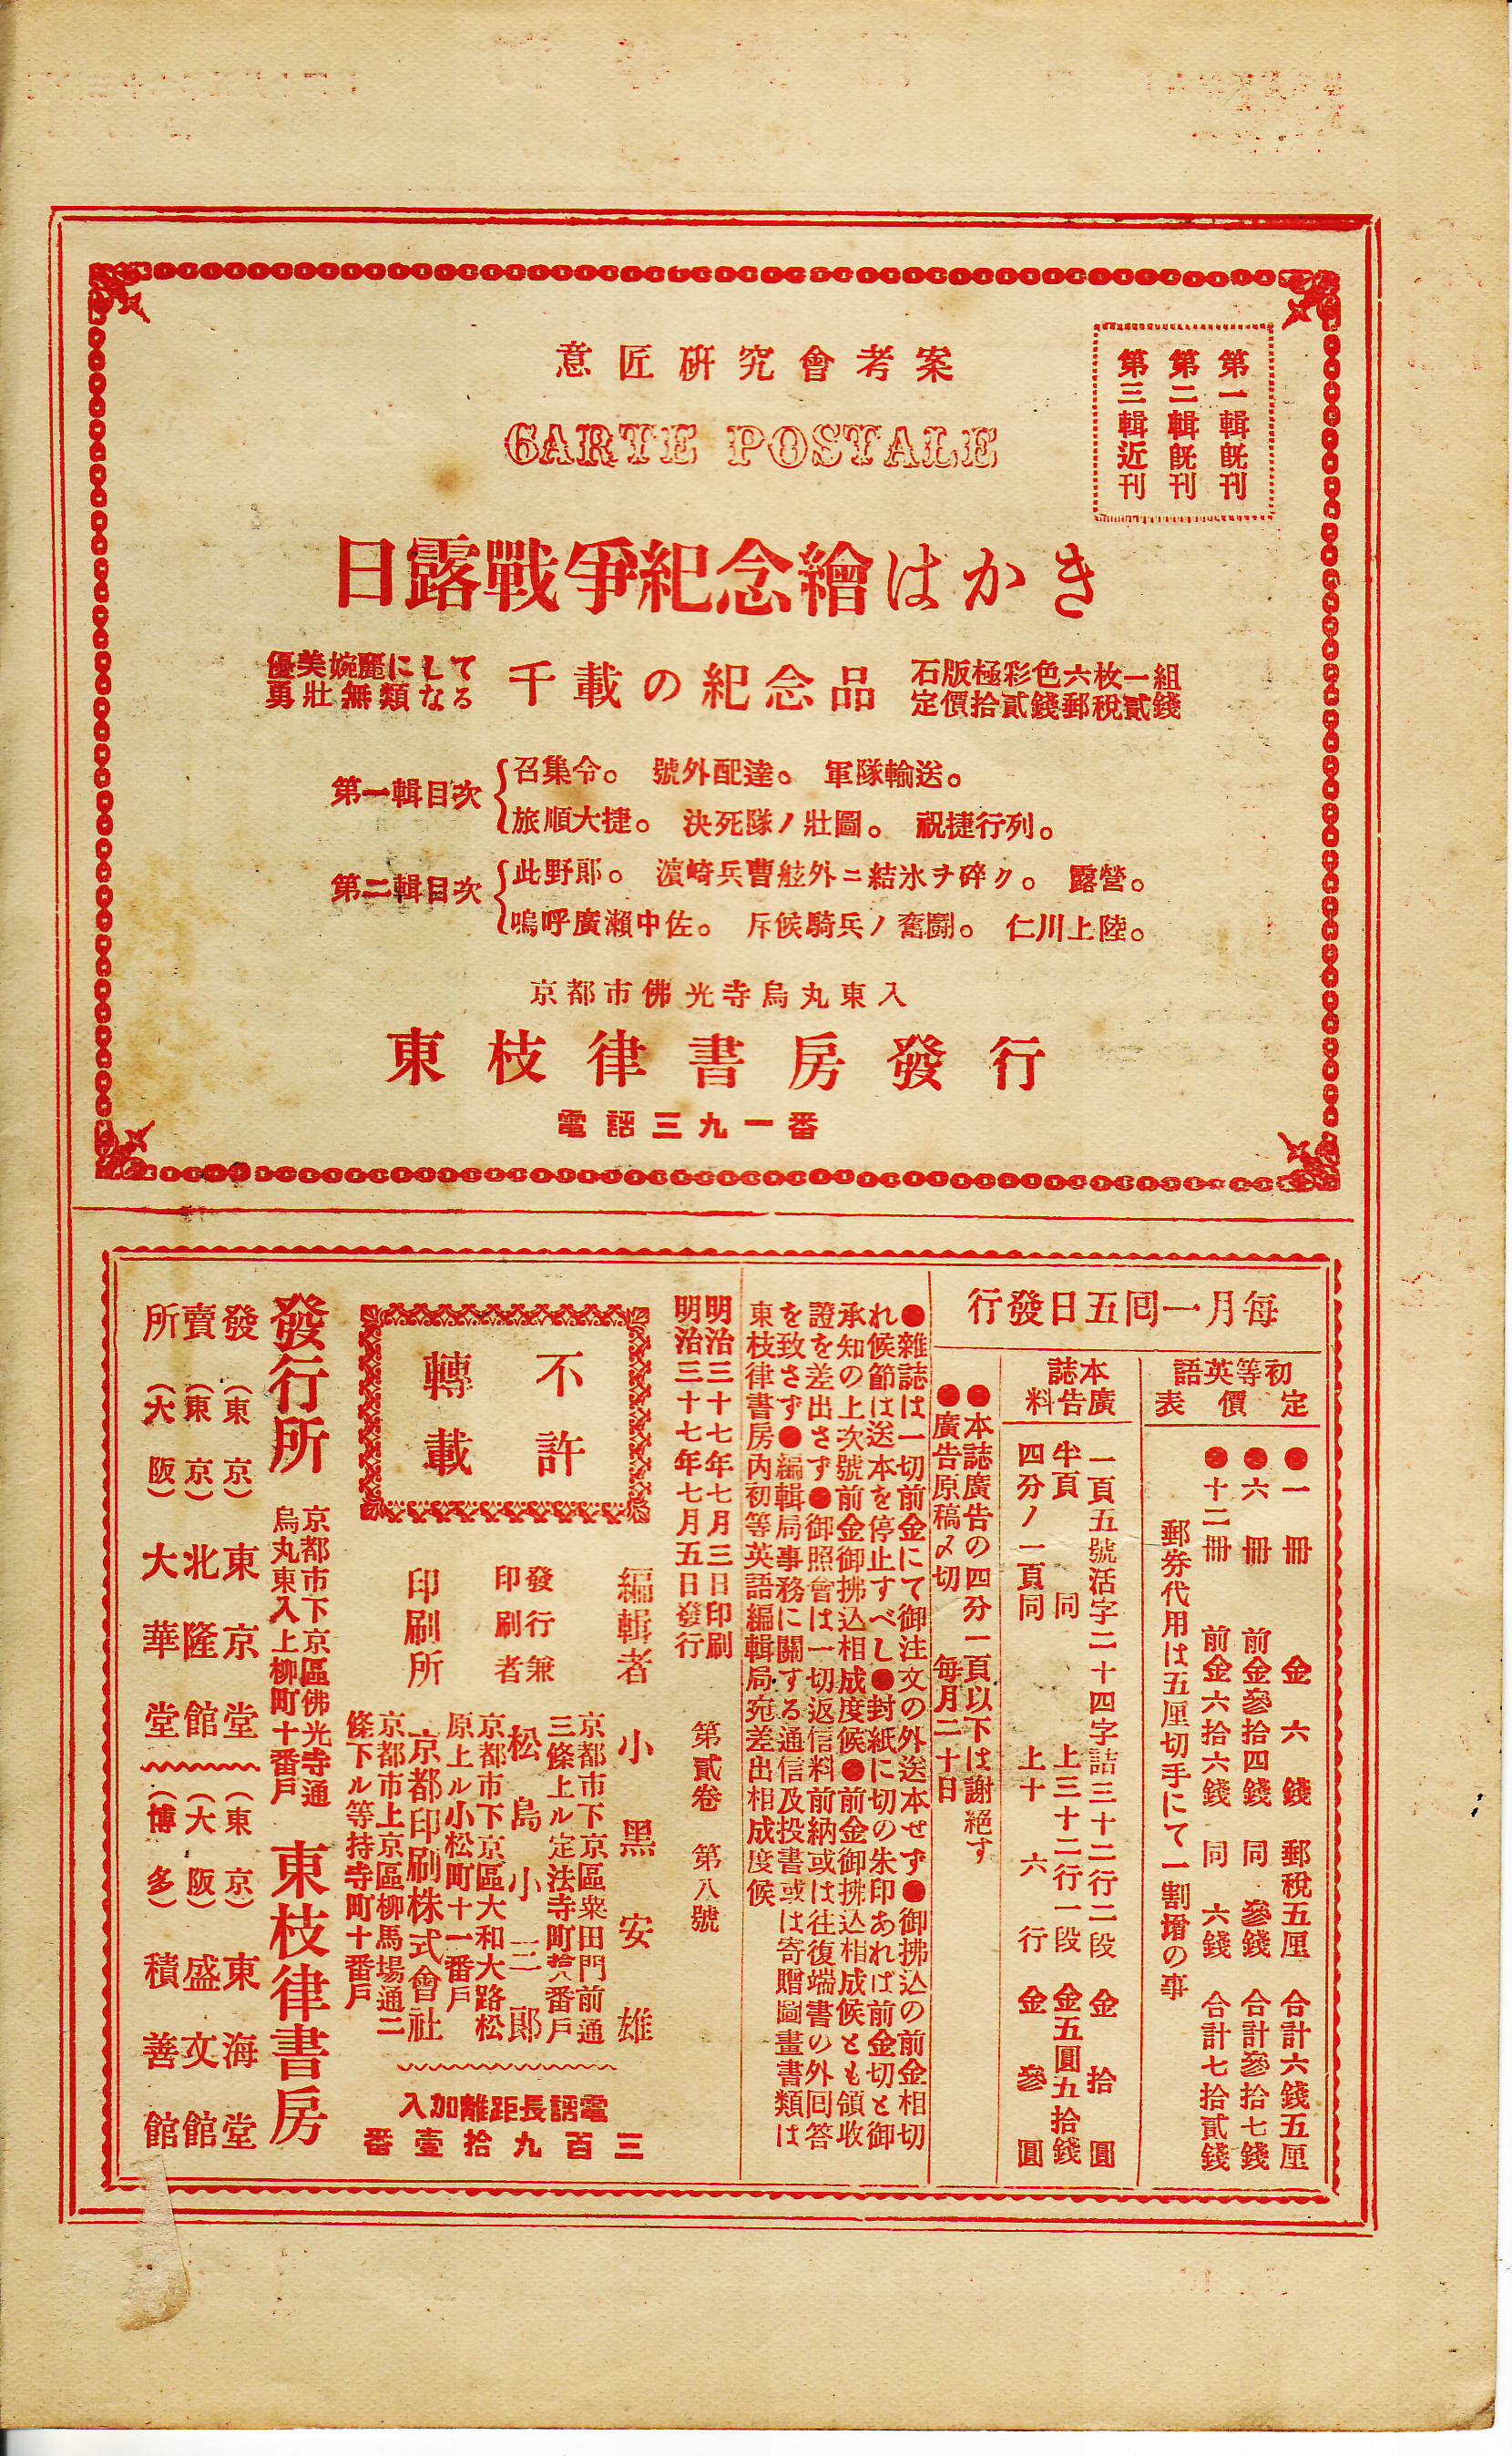 第一輯既刊
第二輯既刊
第三輯近刊
意匠研究會考案
CARTE POSTALE
日露戰爭紀念繪はかき
優美婉麗にして
勇壯無類なる
千載の紀念品
石版極彩色六枚一組
定價拾貳錢郵稅貳錢
第一輯目次
召集令。 號外配達。 軍隊輸送。
旅順大捷。 決死隊ノ壯圖。 祝捷行列。
第二輯目次
此野郎。 濵崎兵曹舷外ニ結氷ヲ碎ク。 露營。
嗚呼廣瀨中佐。 斥候騎兵ノ奮鬪。 仁川上陸。
京都市佛光寺烏丸東入
東枝律書房發行
電話三九一番
每月一回五日發行
初等英語
定價表
●一冊 金六錢 郵稅五厘 合計六錢五厘
●六冊 前金參拾四錢 同參錢 合計參拾七錢
●十二冊 前金六拾六錢 同六錢 合計七拾貳錢
郵券代用は五厘切手にて一割增の事
本誌
廣告料
一頁五號活字二十四字詰三十二行二段 金拾圓
半頁 同 上三十二行一段 金五圓五拾錢
四分ノ一頁同 上十六行 金參圓
●本誌廣告の四分一頁以下は謝絕す
●廣告原稿〆切 每月二十日
●雜誌は一切前金にて御注文の外送本せず●御拂込の前金相切
れ候節は送本を停止すべし●封紙に切の朱印あれば前金切と御
承知の上次號前金御拂込相成度候●前金御拂込相成候とも領收
證を差出さず●御照會は一切返信料前納或は往復端書の外回答
を致さず●編輯局事務に關する通信及投書或は寄贈圖畫書類は
東枝律書房內初等英語編輯局宛差出相成度候
明治三十七年七月三日印刷
明治三十七年七月五日發行
第貳卷 第八號
不許
轉載
編輯者 小黑安雄
京都市下京區粟田門前通
三條上ル定法寺町拾八番戶
發行兼
印刷者
松島小三郎
京都市下京區大和大路松
原上ル小松町十一番戶
印刷所 京都印刷株式會社
京都市上京區柳馬場通二
條下ル等持寺町十番戶
電話長距離加入
三百九拾壹番
發行所
京都市下京區佛光寺通
烏丸東入上柳町十番戶
東枝律書房
發賣所
（東京）東京堂 （東京）東海堂
（東京）北隆館 （大阪）盛文館
（大阪）大華堂 （博多）積善館